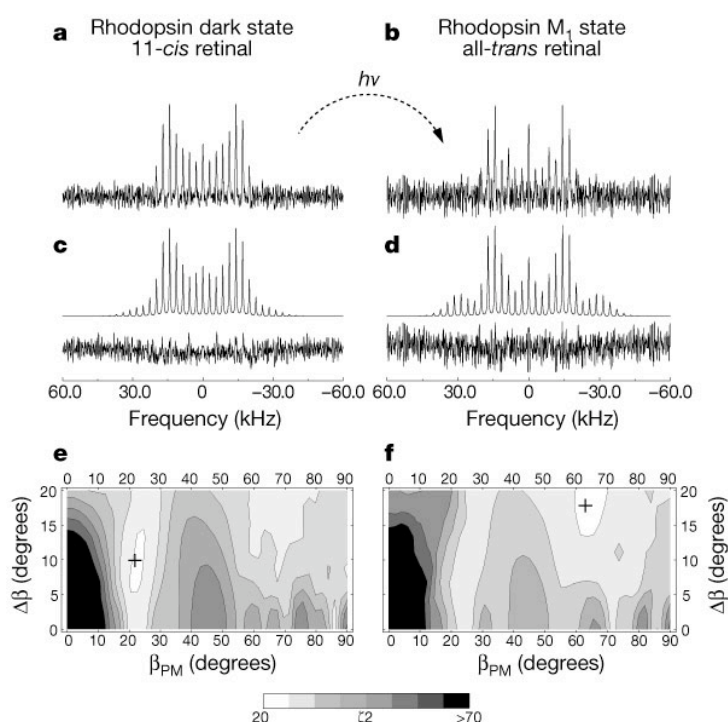 a Rhodopsin dark state
11-cis retinal
b Rhodopsin M1 state
all-trans retinal
hν
c
d
60.0 30.0 0 −30.0 −60.0
Frequency (kHz)
60.0 30.0 0.0 −30.0 −60.0
Frequency (kHz)
e
0 10 20 30 40 50 60 70 80 90
20
15
10
5
0
Δβ (degrees)
0 10 20 30 40 50 60 70 80 90
βPM (degrees)
f
0 10 20 30 40 50 60 70 80 90
20
15
10
5
0
Δβ (degrees)
0 10 20 30 40 50 60 70 80 90
βPM (degrees)
20 >70